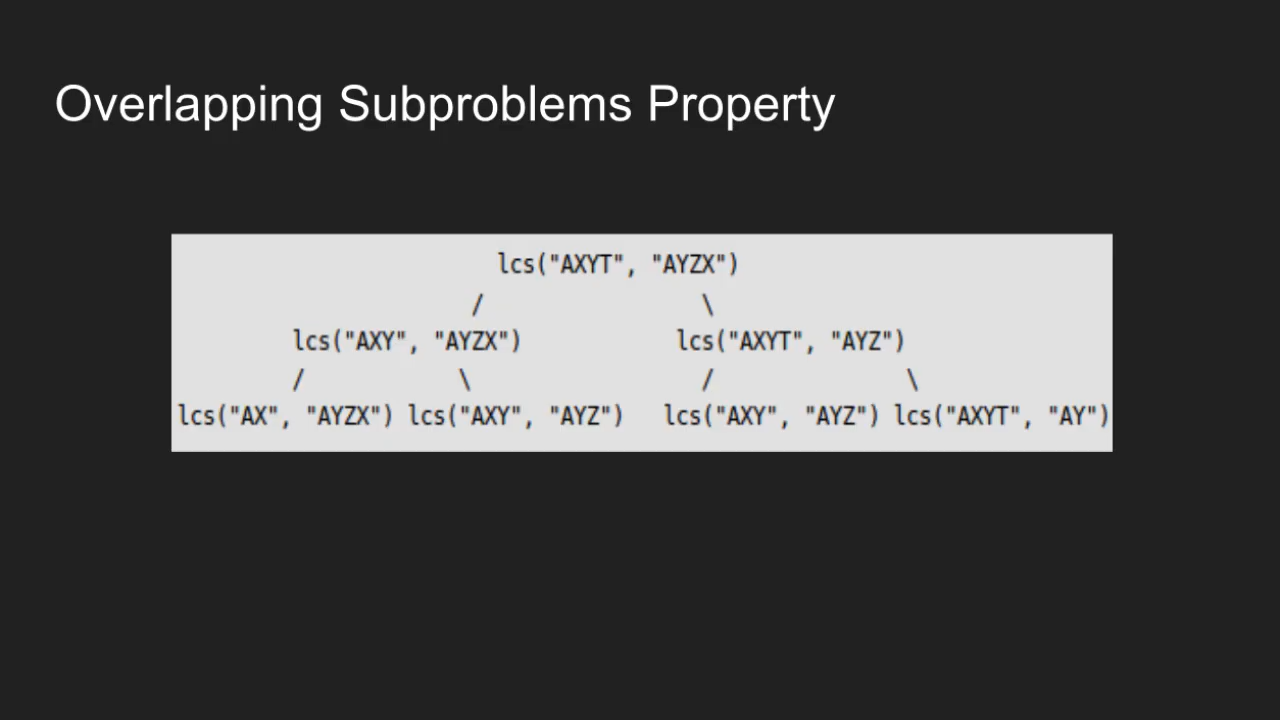 Overlapping Subproblems Property
lcs("AXYT", "AYZX")
/ \
lcs("AXY", "AYZX") lcs("AXYT", "AYZ")
/ \ / \
lcs("AX", "AYZX") lcs("AXY", "AYZ") lcs("AXY", "AYZ") lcs("AXYT", "AY")